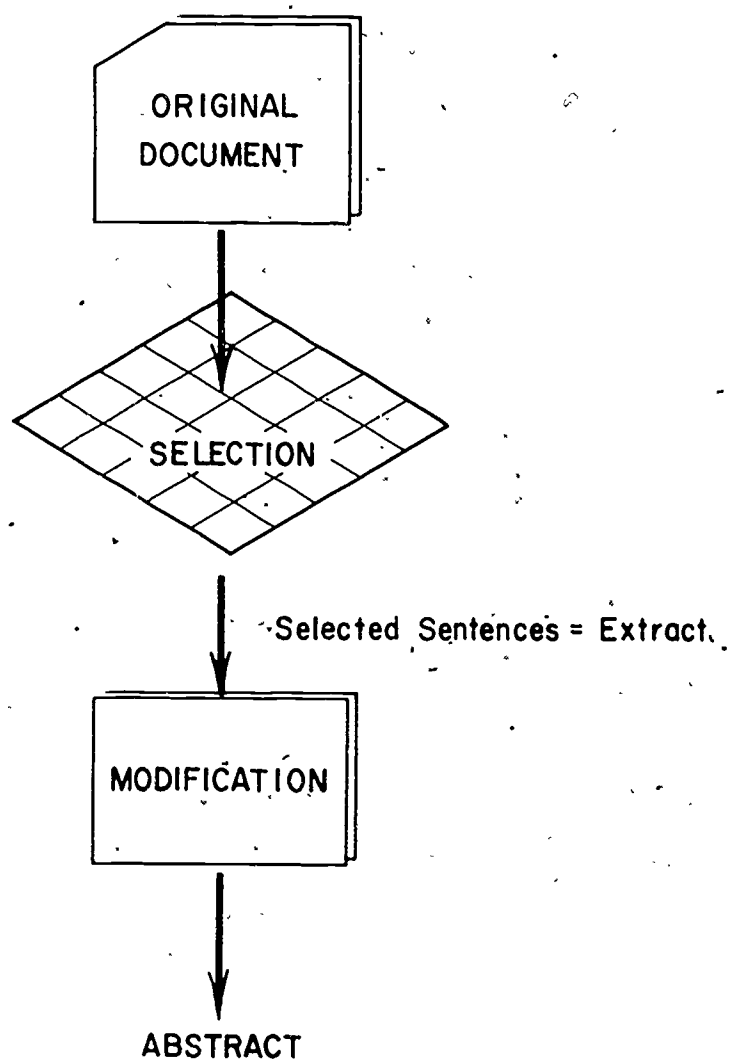 ORIGINAL
DOCUMENT
SELECTION
Selected Sentences = Extract.
MODIFICATION
ABSTRACT